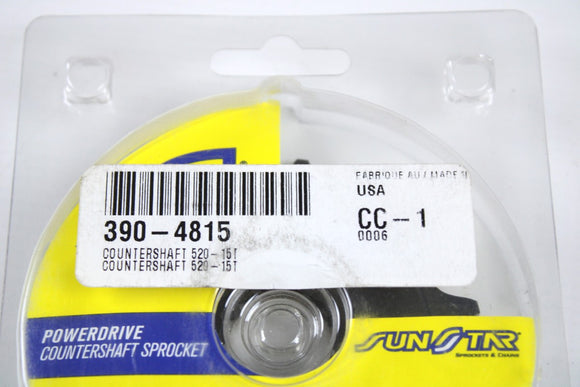 FABRIQUE AU / MADE I
USA
390-4815
CC-1
0006
COUNTERSHAFT 520-15T
COUNTERSHAFT 520-15T
POWERDRIVE
COUNTERSHAFT SPROCKET
SUNSTAR
SPROCKETS & CHAINS